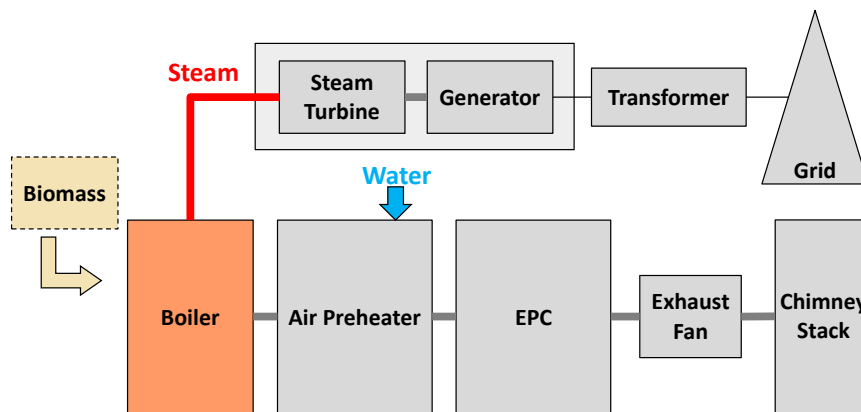 Steam
Steam
Turbine
Generator
Transformer
Grid
Biomass
Water
Boiler
Air Preheater
EPC
Exhaust
Fan
Chimney
Stack